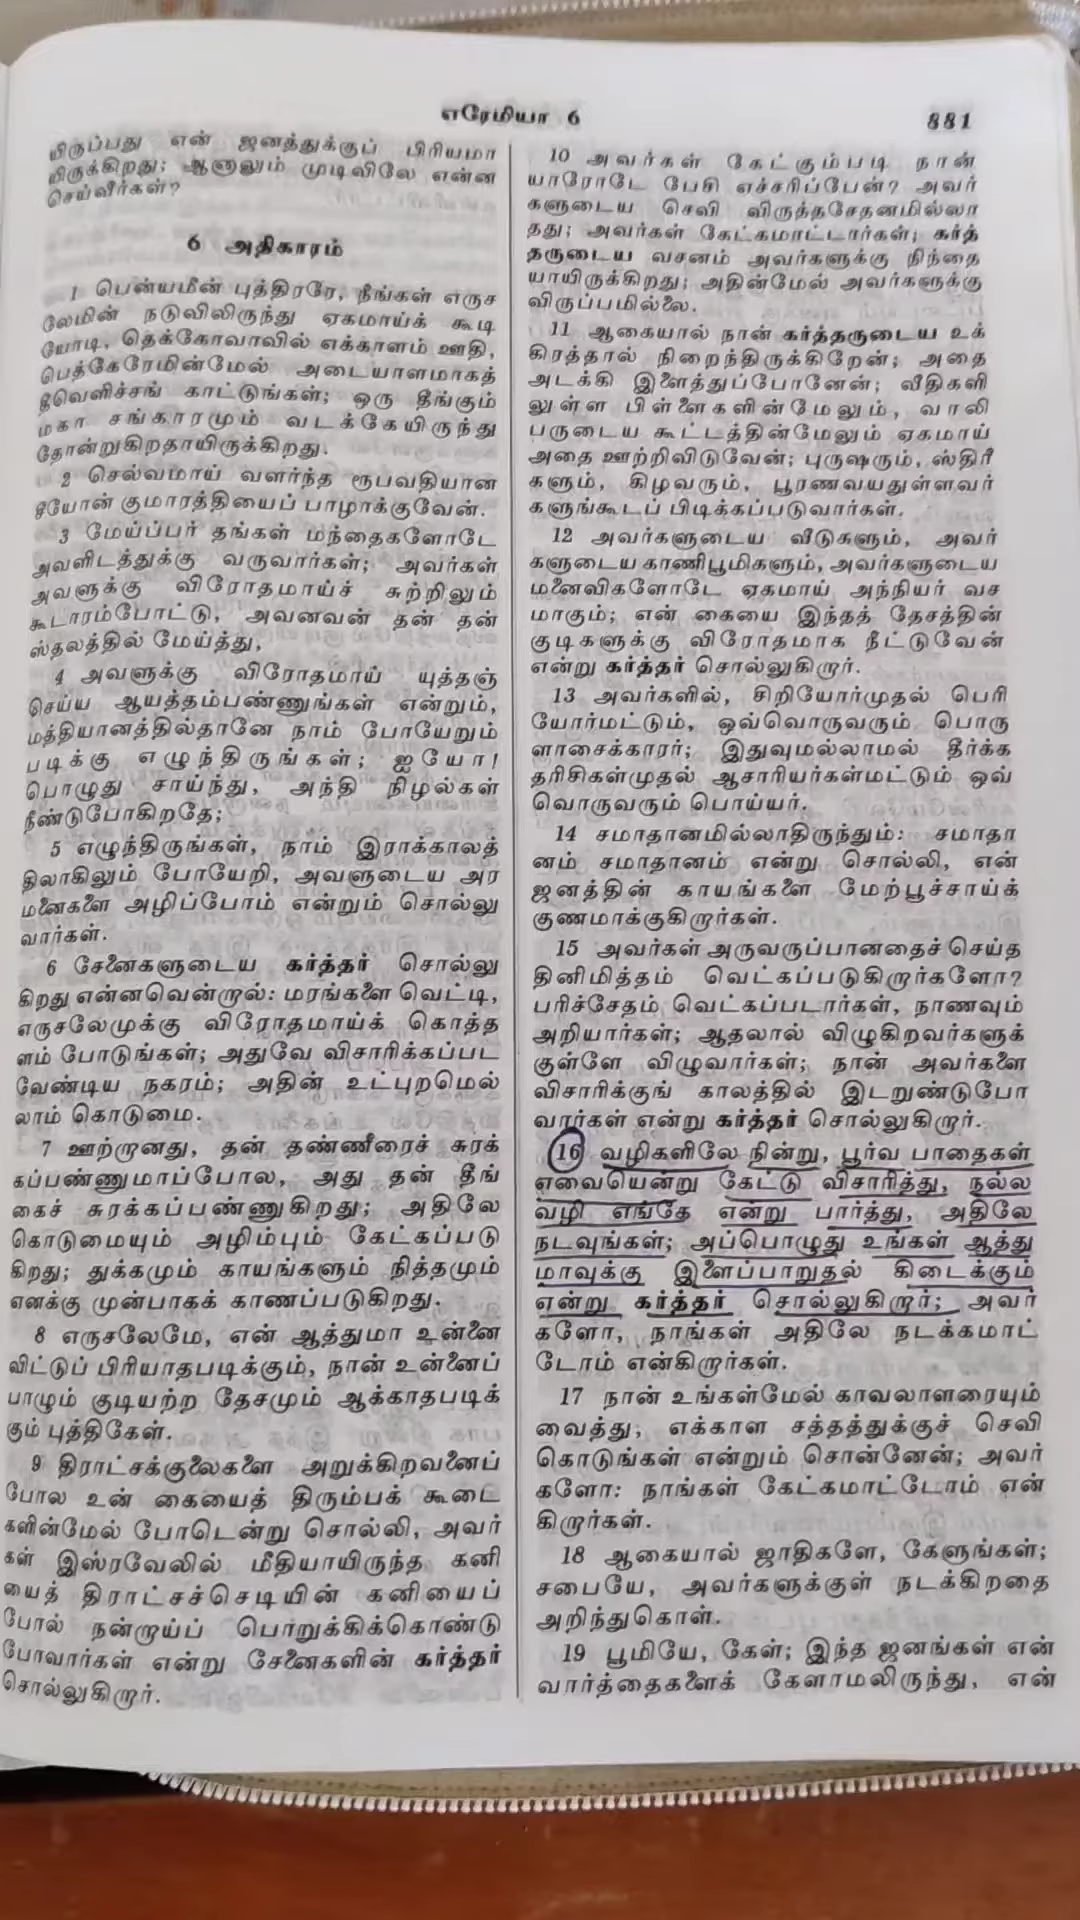 எரேமியா 6
881
யிருப்பது என் ஜனத்துக்குப் பிரியமா
யிருக்கிறது; ஆனாலும் முடிவிலே என்ன
செய்வீர்கள்?
6 அதிகாரம்
1 பென்யமீன் புத்திரரே, நீங்கள் எருச
லேமின் நடுவிலிருந்து ஏகமாய்க் கூடி
யோடி, தெக்கோவாவில் எக்காளம் ஊதி,
பெத்கேரேமின்மேல் அடையாளமாகத்
தீவெளிச்சங் காட்டுங்கள்; ஒரு தீங்கும்
மகா சங்காரமும் வடக்கேயிருந்து
தோன்றுகிறதாயிருக்கிறது.
2 செல்வமாய் வளர்ந்த ரூபவதியான
சீயோன் குமாரத்தியைப் பாழாக்குவேன்.
3 மேய்ப்பர் தங்கள் மந்தைகளோடே
அவளிடத்துக்கு வருவார்கள்; அவர்கள்
அவளுக்கு விரோதமாய்ச் சுற்றிலும்
கூடாரம்போட்டு, அவனவன் தன் தன்
ஸ்தலத்தில் மேய்த்து,
4 அவளுக்கு விரோதமாய் யுத்தஞ்
செய்ய ஆயத்தம்பண்ணுங்கள் என்றும்,
மத்தியானத்தில்தானே நாம் போயேறும்
படிக்கு எழுந்திருங்கள்; ஐயோ!
பொழுது சாய்ந்து, அந்தி நிழல்கள்
நீண்டுபோகிறதே;
5 எழுந்திருங்கள், நாம் இராக்காலத்
திலாகிலும் போயேறி, அவளுடைய அர
மனைகளை அழிப்போம் என்றும் சொல்லு
வார்கள்.
6 சேனைகளுடைய கர்த்தர் சொல்லு
கிறது என்னவென்றால்: மரங்களை வெட்டி,
எருசலேமுக்கு விரோதமாய்க் கொத்த
ளம் போடுங்கள்; அதுவே விசாரிக்கப்பட
வேண்டிய நகரம்; அதின் உட்புறமெல்
லாம் கொடுமை.
7 ஊற்றானது, தன் தண்ணீரைச் சுரக்
கப்பண்ணுமாப்போல, அது தன் தீங்
கைச் சுரக்கப்பண்ணுகிறது; அதிலே
கொடுமையும் அழிம்பும் கேட்கப்படு
கிறது; துக்கமும் காயங்களும் நித்தமும்
எனக்கு முன்பாகக் காணப்படுகிறது.
8 எருசலேமே, என் ஆத்துமா உன்னை
விட்டுப் பிரியாதபடிக்கும், நான் உன்னைப்
பாழும் குடியற்ற தேசமும் ஆக்காதபடிக்
கும் புத்திகேள்.
9 திராட்சக்குலைகளை அறுக்கிறவனைப்
போல உன் கையைத் திரும்பக் கூடை
களின்மேல் போடென்று சொல்லி, அவர்
கள் இஸ்ரவேலில் மீதியாயிருந்த கனி
யைத் திராட்சச்செடியின் கனியைப்
போல் நன்றாய்ப் பொறுக்கிக்கொண்டு
போவார்கள் என்று சேனைகளின் கர்த்தர்
சொல்லுகிறார்.
10 அவர்கள் கேட்கும்படி நான்
யாரோடே பேசி எச்சரிப்பேன்? அவர்
களுடைய செவி விருத்தசேதனமில்லா
தது; அவர்கள் கேட்கமாட்டார்கள்; கர்த்
தருடைய வசனம் அவர்களுக்கு நிந்தை
யாயிருக்கிறது; அதின்மேல் அவர்களுக்கு
விருப்பமில்லை.
11 ஆகையால் நான் கர்த்தருடைய உக்
கிரத்தால் நிறைந்திருக்கிறேன்; அதை
அடக்கி இளைத்துப்போனேன்; வீதிகளி
லுள்ள பிள்ளைகளின்மேலும், வாலி
பருடைய கூட்டத்தின்மேலும் ஏகமாய்
அதை ஊற்றிவிடுவேன்; புருஷரும், ஸ்திரீ
களும், கிழவரும், பூரணவயதுள்ளவர்
களுங்கூடப் பிடிக்கப்படுவார்கள்.
12 அவர்களுடைய வீடுகளும், அவர்
களுடைய காணிபூமிகளும், அவர்களுடைய
மனைவிகளோடே ஏகமாய் அந்நியர் வச
மாகும்; என் கையை இந்தத் தேசத்தின்
குடிகளுக்கு விரோதமாக நீட்டுவேன்
என்று கர்த்தர் சொல்லுகிறார்.
13 அவர்களில், சிறியோர்முதல் பெரி
யோர்மட்டும், ஒவ்வொருவரும் பொரு
ளாசைக்காரர்; இதுவுமல்லாமல் தீர்க்க
தரிசிகள்முதல் ஆசாரியர்கள்மட்டும் ஒவ்
வொருவரும் பொய்யர்.
14 சமாதானமில்லாதிருந்தும்: சமாதா
னம் சமாதானம் என்று சொல்லி, என்
ஜனத்தின் காயங்களை மேற்பூச்சாய்க்
குணமாக்குகிறார்கள்.
15 அவர்கள் அருவருப்பானதைச் செய்த
தினிமித்தம் வெட்கப்படுகிறார்களோ?
பரிச்சேதம் வெட்கப்படார்கள், நாணவும்
அறியார்கள்; ஆதலால் விழுகிறவர்களுக்
குள்ளே விழுவார்கள்; நான் அவர்களை
விசாரிக்குங் காலத்தில் இடறுண்டுபோ
வார்கள் என்று கர்த்தர் சொல்லுகிறார்.
16 வழிகளிலே நின்று, பூர்வ பாதைகள்
எவையென்று கேட்டு விசாரித்து, நல்ல
வழி எங்கே என்று பார்த்து, அதிலே
நடவுங்கள்; அப்பொழுது உங்கள் ஆத்து
மாவுக்கு இளைப்பாறுதல் கிடைக்கும்
என்று கர்த்தர் சொல்லுகிறார்; அவர்
களோ, நாங்கள் அதிலே நடக்கமாட்
டோம் என்கிறார்கள்.
17 நான் உங்கள்மேல் காவலாளரையும்
வைத்து, எக்காள சத்தத்துக்குச் செவி
கொடுங்கள் என்றும் சொன்னேன்; அவர்
களோ: நாங்கள் கேட்கமாட்டோம் என்
கிறார்கள்.
18 ஆகையால் ஜாதிகளே, கேளுங்கள்;
சபையே, அவர்களுக்குள் நடக்கிறதை
அறிந்துகொள்.
19 பூமியே, கேள்; இந்த ஜனங்கள் என்
வார்த்தைகளைக் கேளாமலிருந்து, என்